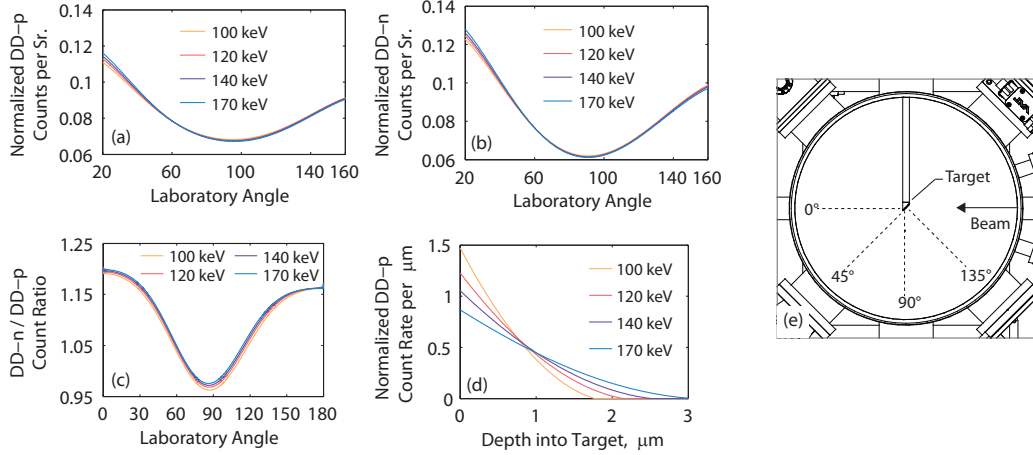 Normalized DD−p
Counts per Sr.
0.14
0.12
0.1
0.08
0.06
100 keV
120 keV
140 keV
170 keV
(a)
20
60
100
140
160
Laboratory Angle
Normalized DD−n
Counts per Sr.
0.14
0.12
0.1
0.08
0.06
100 keV
120 keV
140 keV
170 keV
(b)
20
60
100
140
160
Laboratory Angle
DD−n / DD−p
Count Ratio
1.25
1.15
1.05
0.95
100 keV
140 keV
120 keV
170 keV
(c)
0
30
60
90
120
150
180
Laboratory Angle
Normalized DD−p
Count Rate per μm
1.5
1.0
0.5
0
100 keV
120 keV
140 keV
170 keV
(d)
0
1
2
3
Depth into Target, μm
Target
0°
Beam
45°
135°
90°
(e)